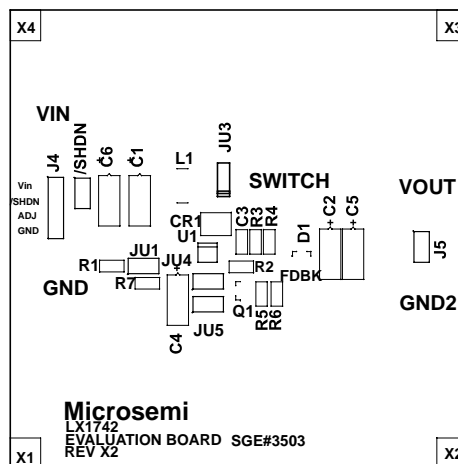 X4
X3
VIN
J4
/SHDN
C6
C1
L1
JU3
SWITCH
VOUT
Vin
/SHDN
ADJ
GND
CR1
C3
R3
R4
D1
C2
C5
J5
U1
R1
JU1
JU4
R2
FDBK
GND
R7
Q1
R5
R6
GND2
C4
JU5
Microsemi
LX1742
EVALUATION BOARD SGE#3503
REV X2
X1
X2